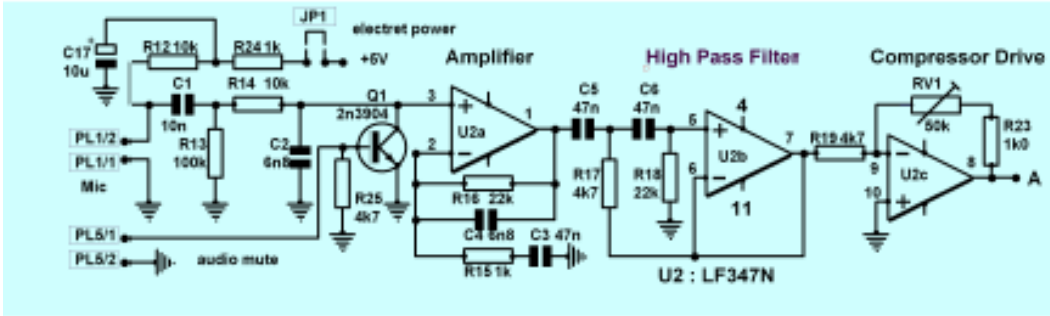 JP1
electret power
+5V
C17
10u
+
R12 10k
R24 1k
C1
10n
R14 10k
R13
100k
C2
6n8
PL1/2
PL1/1
Mic
PL5/1
PL5/2
audio mute
Q1
2n3904
R25
4k7
Amplifier
3
+
U2a
1
2
−
R16 22k
C4 6n8
C3 47n
R15 1k
High Pass Filter
C5
47n
C6
47n
R17
4k7
R18
22k
4
5
+
U2b
7
6
−
11
U2 : LF347N
Compressor Drive
RV1
50k
R19 4k7
R23
1k0
9
−
U2c
8
10
+
A